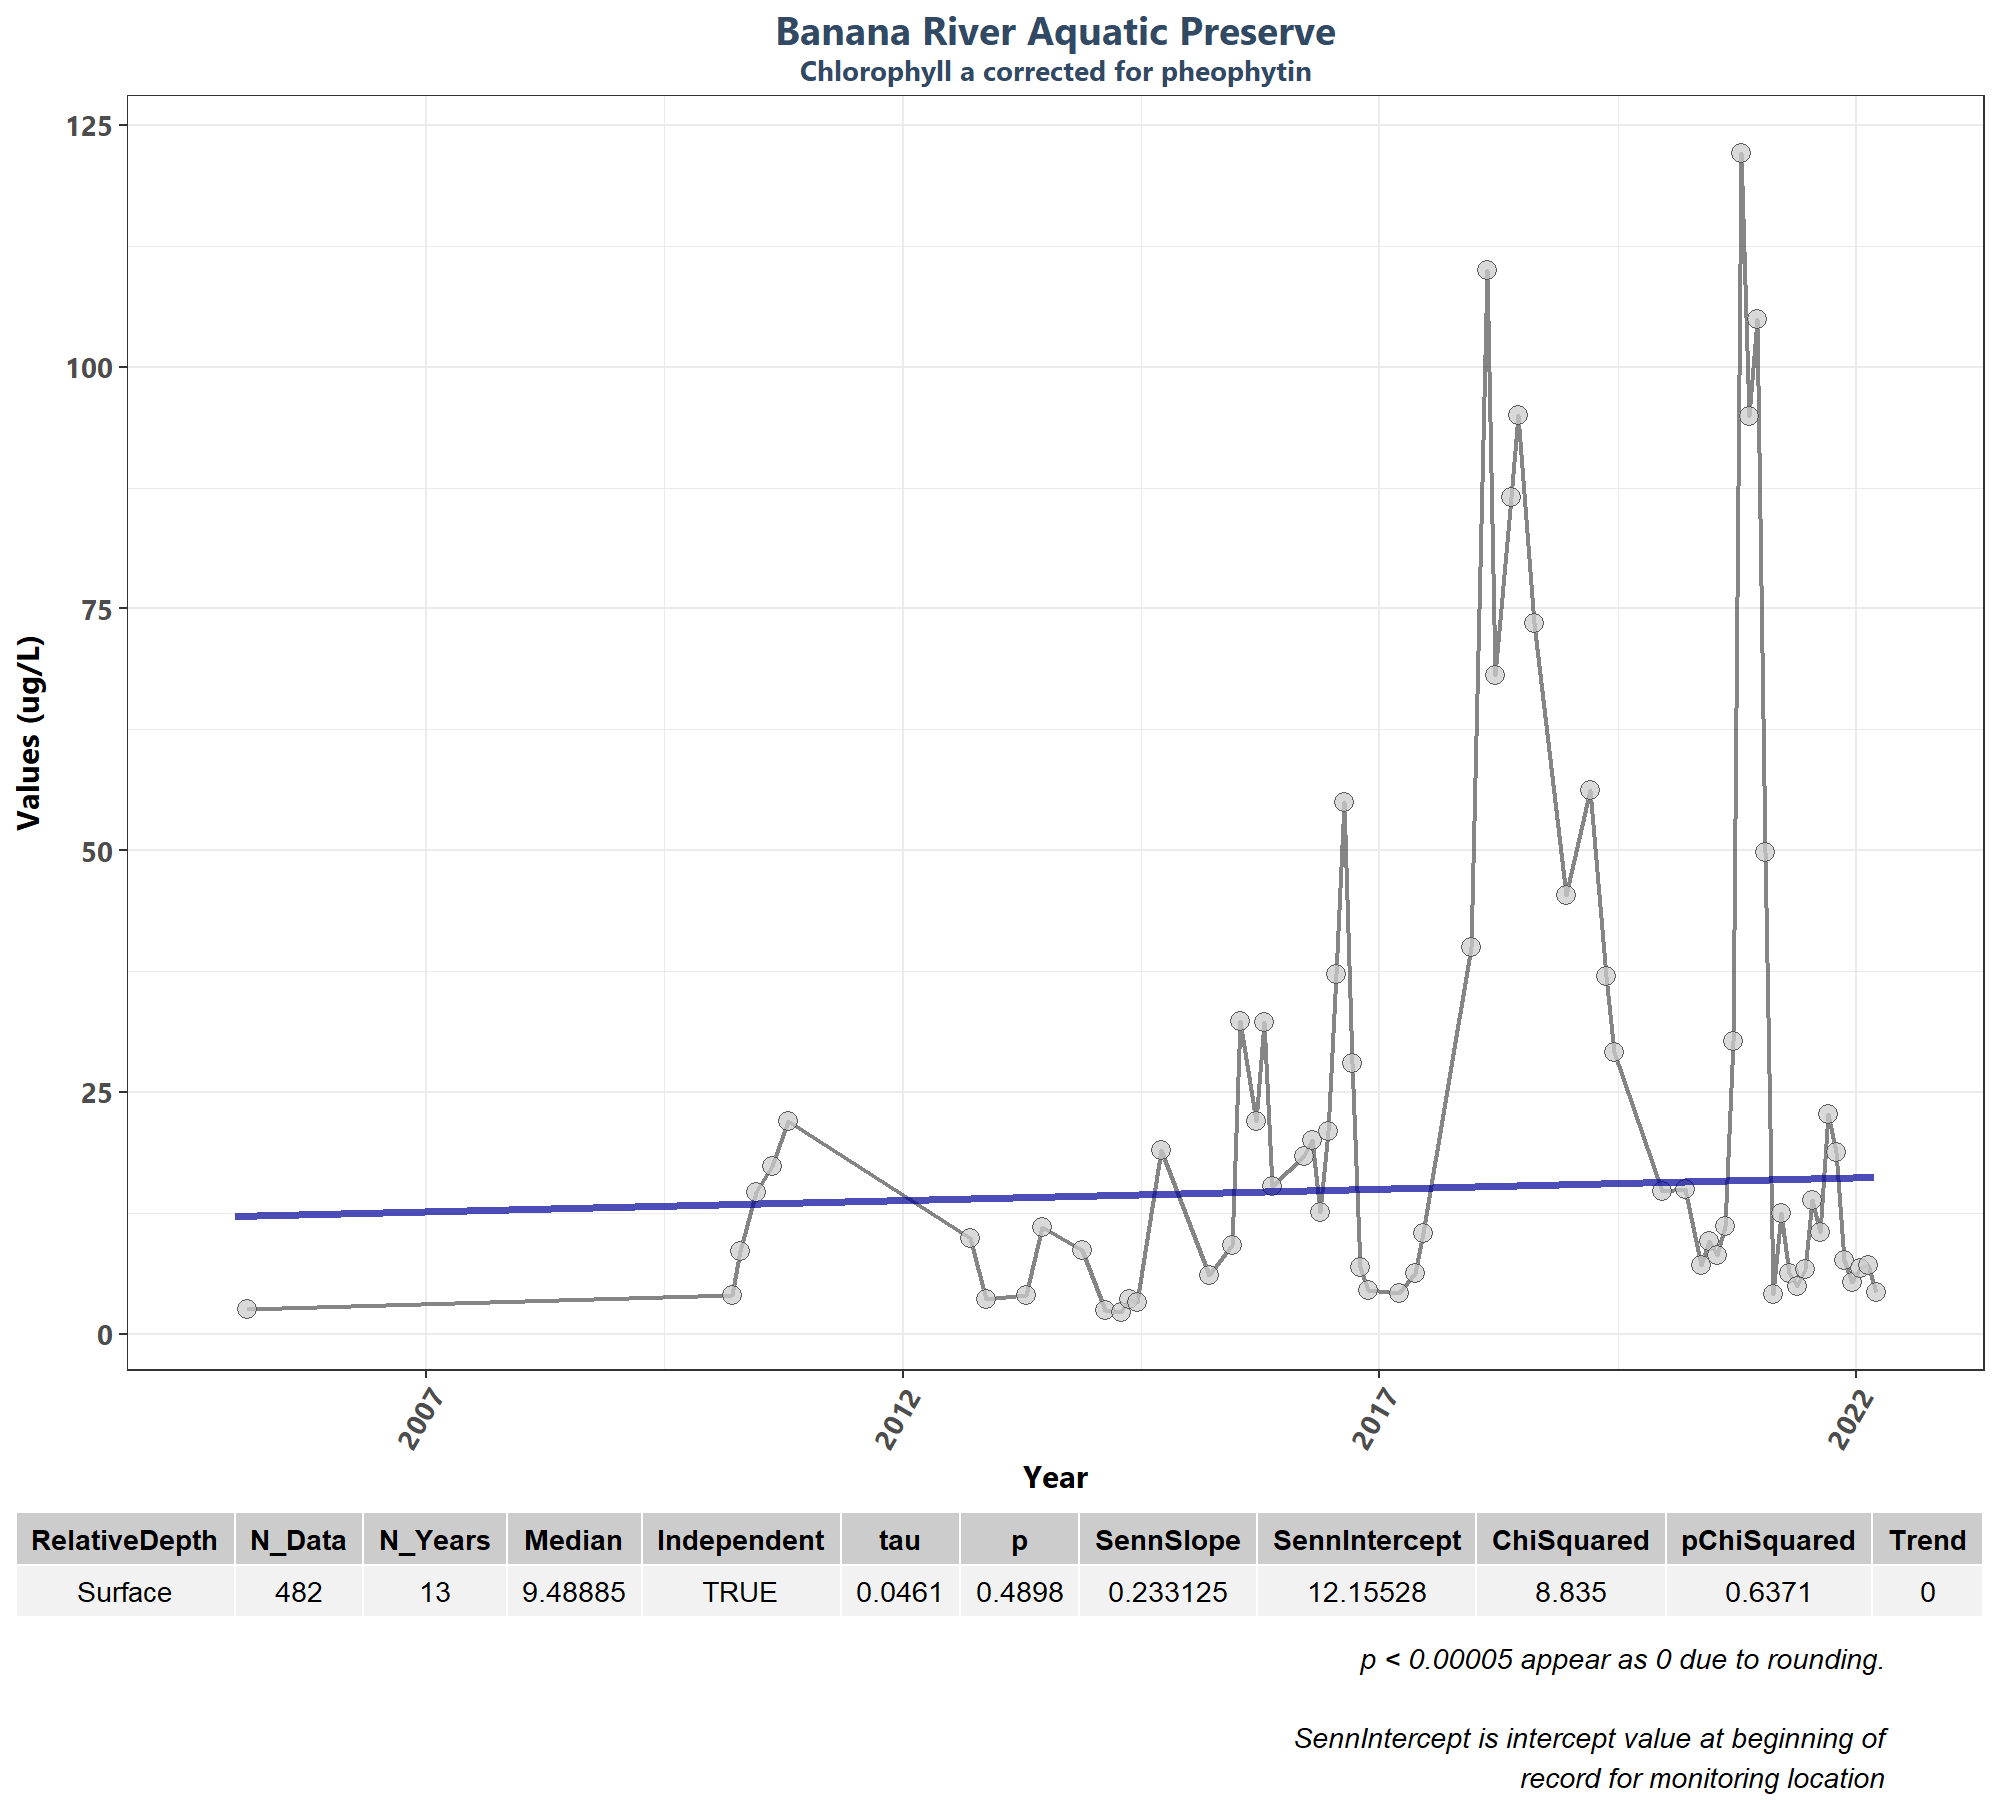 Banana River Aquatic Preserve
Chlorophyll a corrected for pheophytin
125
100
75
50
25
0
Values (ug/L)
2007
2012
2017
2022
Year
RelativeDepth N_Data N_Years Median Independent tau p SennSlope SennIntercept ChiSquared pChiSquared Trend
Surface 482 13 9.48885 TRUE 0.0461 0.4898 0.233125 12.15528 8.835 0.6371 0
p < 0.00005 appear as 0 due to rounding.
SennIntercept is intercept value at beginning of
record for monitoring location